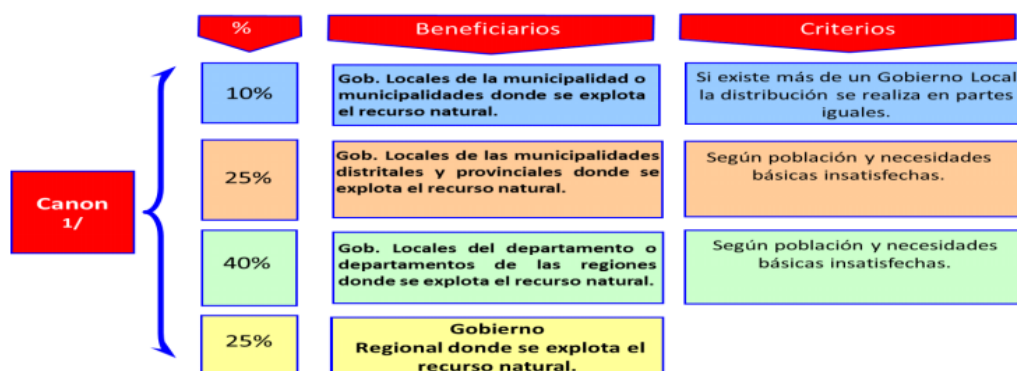 %
Beneficiarios
Criterios
Canon
1/
10%
Gob. Locales de la municipalidad o
municipalidades donde se explota
el recurso natural.
Si existe más de un Gobierno Local
la distribución se realiza en partes
iguales.
25%
Gob. Locales de las municipalidades
distritales y provinciales donde se
explota el recurso natural.
Según población y necesidades
básicas insatisfechas.
40%
Gob. Locales del departamento o
departamentos de las regiones
donde se explota el recurso natural.
Según población y necesidades
básicas insatisfechas.
25%
Gobierno
Regional donde se explota el
recurso natural.